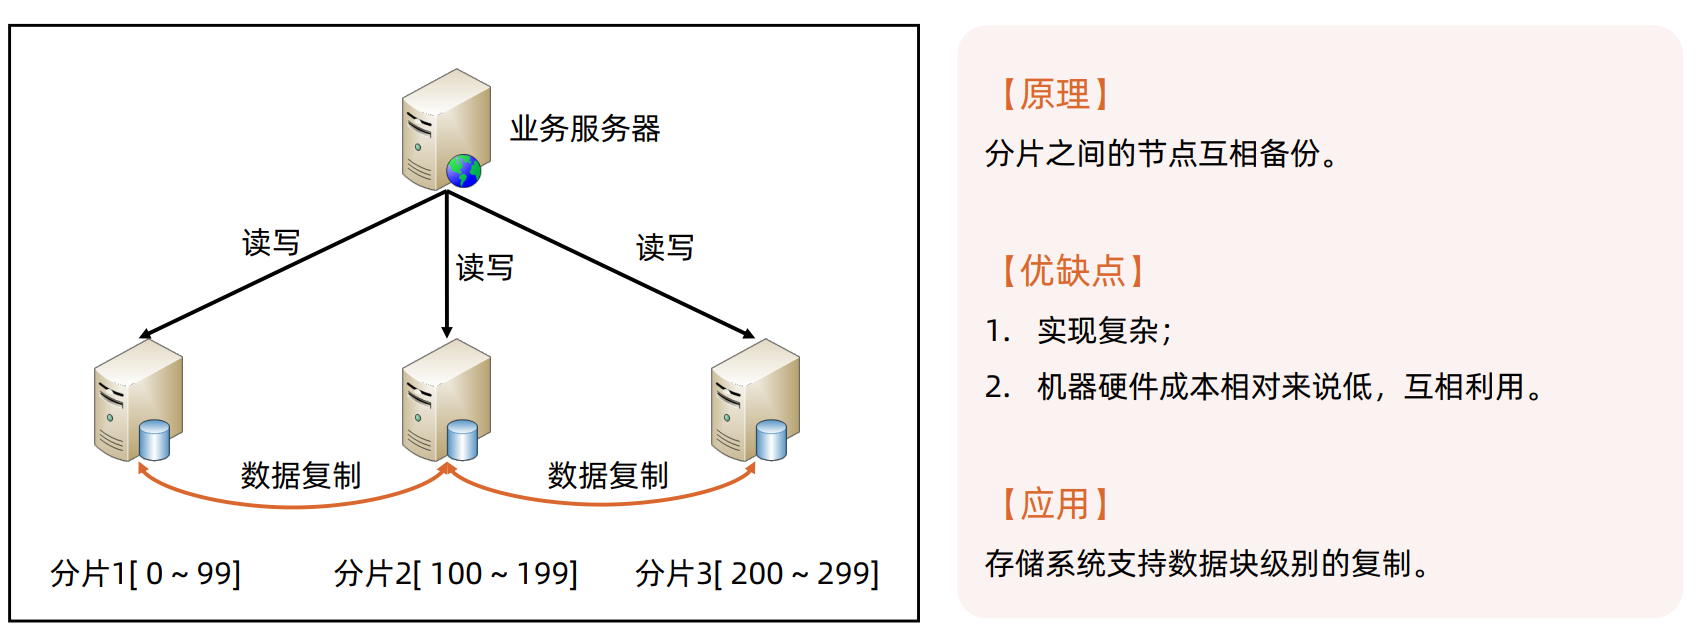 业务服务器
读写
读写
读写
数据复制
数据复制
分片1[ 0 ~ 99]
分片2[ 100 ~ 199]
分片3[ 200 ~ 299]
【原理】
分片之间的节点互相备份。
【优缺点】
1. 实现复杂；
2. 机器硬件成本相对来说低，互相利用。
【应用】
存储系统支持数据块级别的复制。